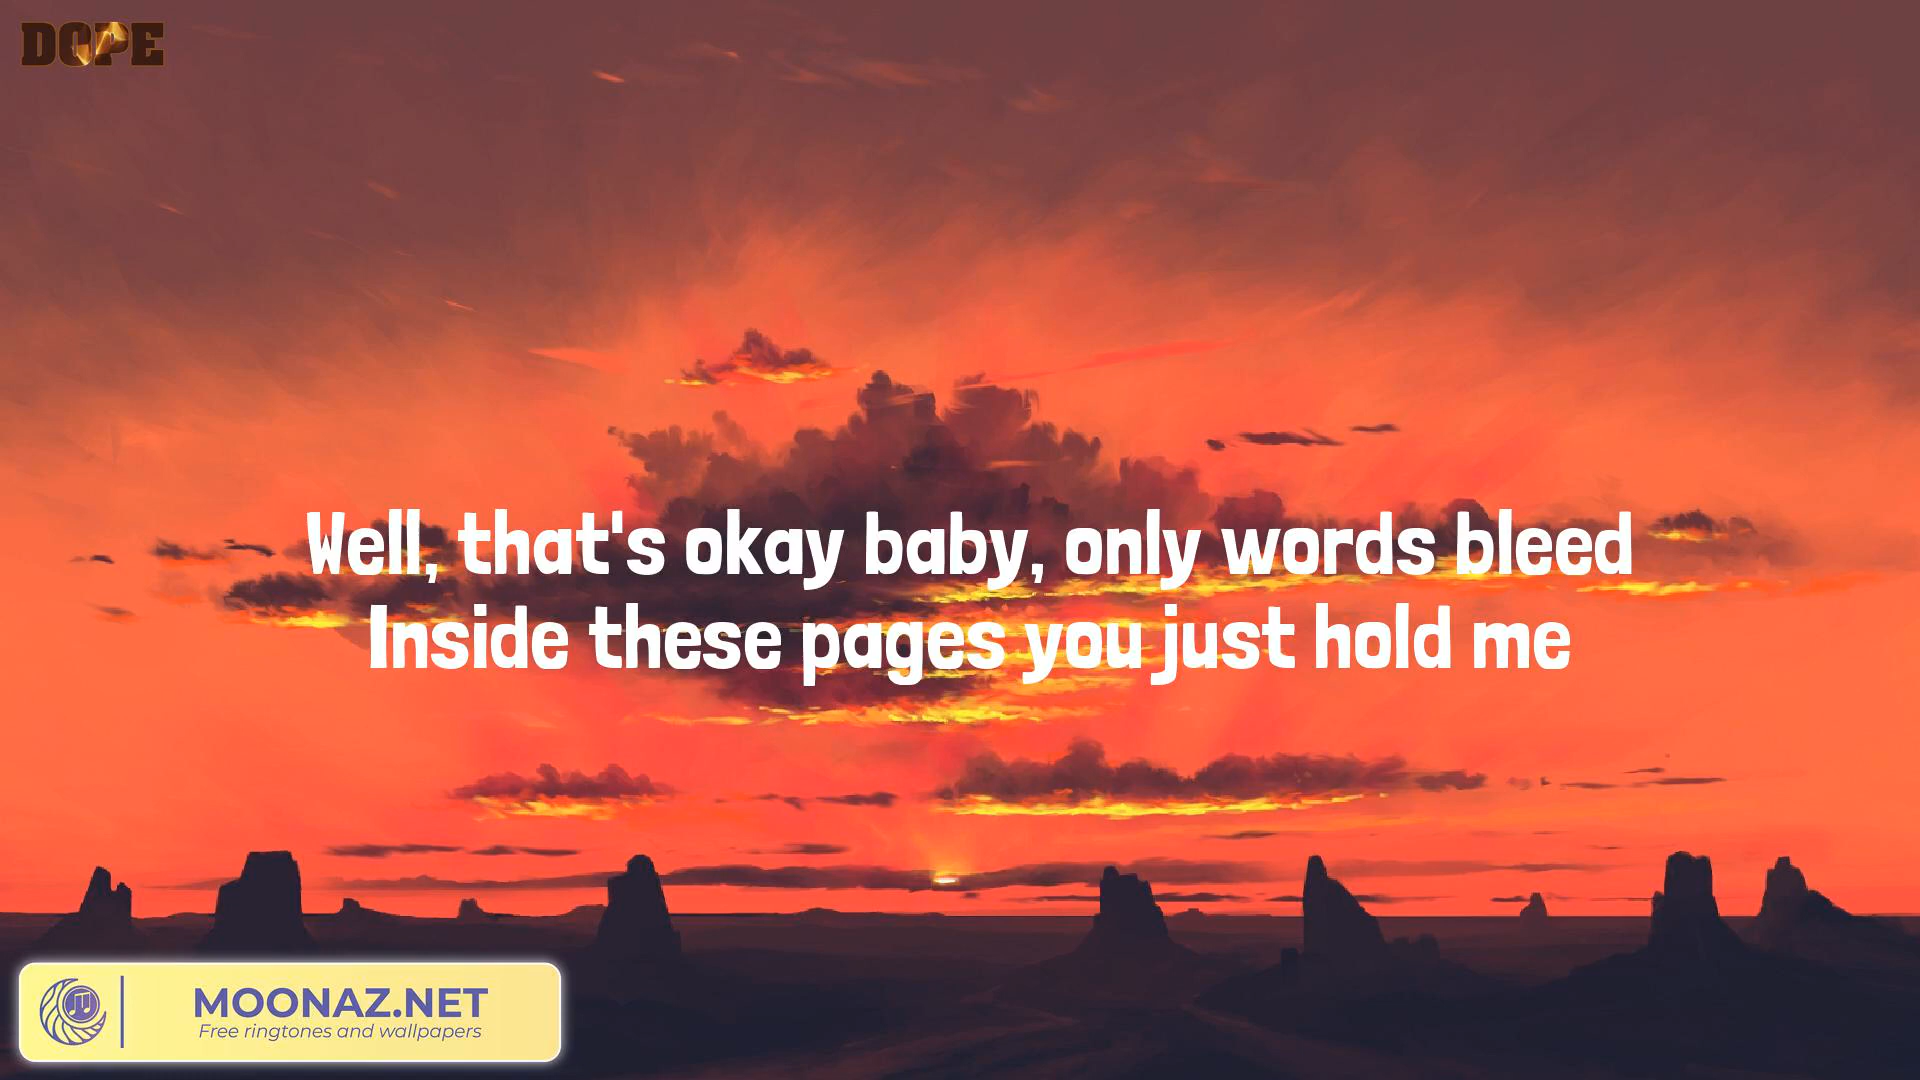 DOPE
Well, that's okay baby, only words bleed
Inside these pages you just hold me
MOONAZ.NET
Free ringtones and wallpapers